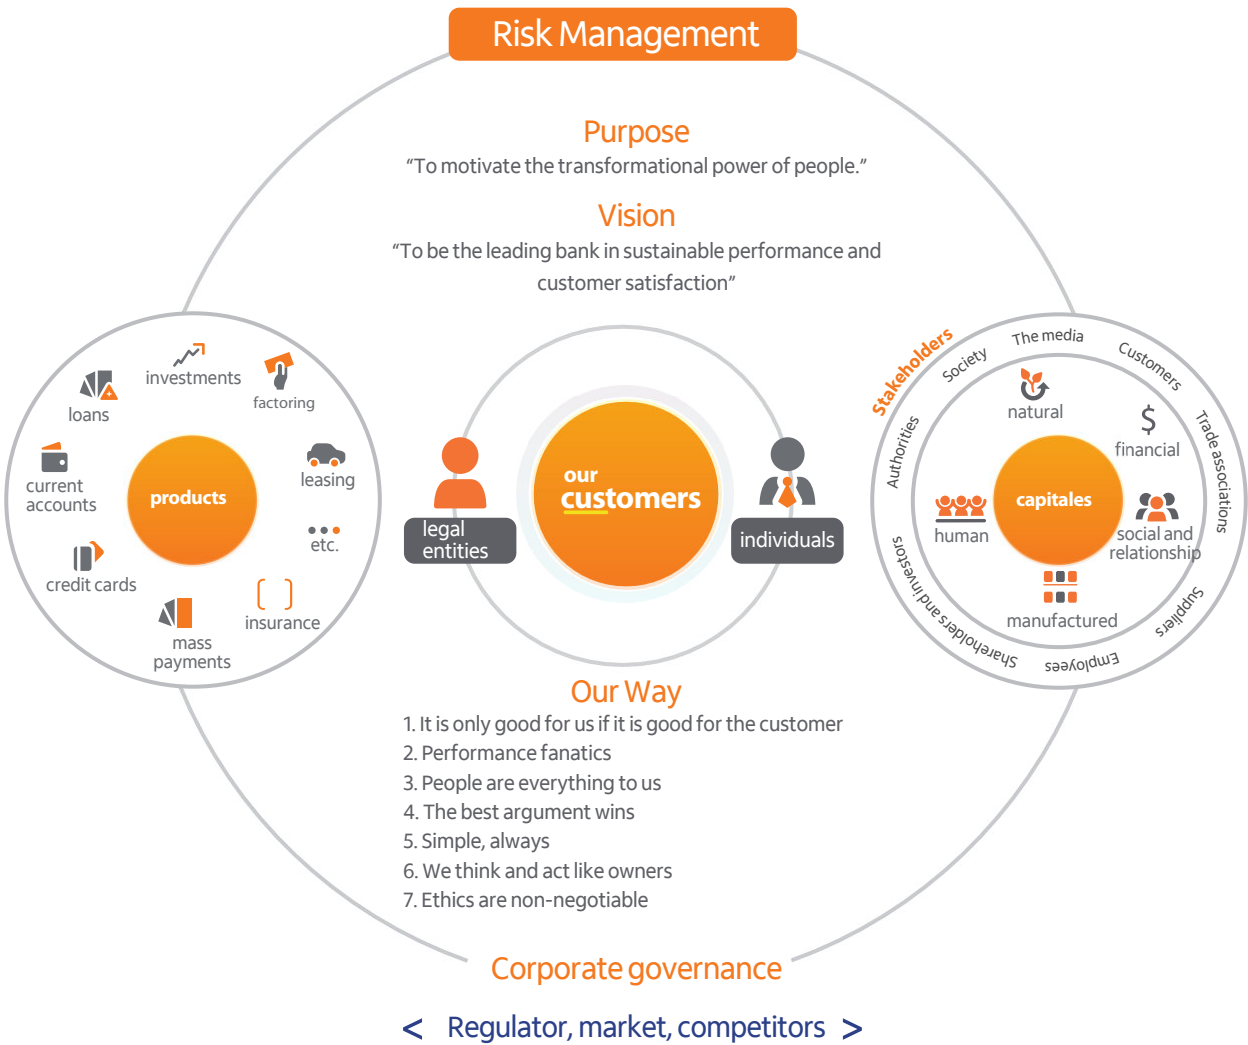 Risk Management
Purpose
“To motivate the transformational power of people.”
Vision
“To be the leading bank in sustainable performance and
customer satisfaction”
investments
factoring
loans
leasing
current
accounts
products
etc.
credit cards
insurance
mass
payments
our
customers
legal
entities
individuals
Stakeholders
Society
The media
Customers
Trade associations
Suppliers
Employees
Shareholders and investors
Authorities
natural
financial
capitales
human
social and
relationship
manufactured
Our Way
1. It is only good for us if it is good for the customer
2. Performance fanatics
3. People are everything to us
4. The best argument wins
5. Simple, always
6. We think and act like owners
7. Ethics are non-negotiable
Corporate governance
< Regulator, market, competitors >